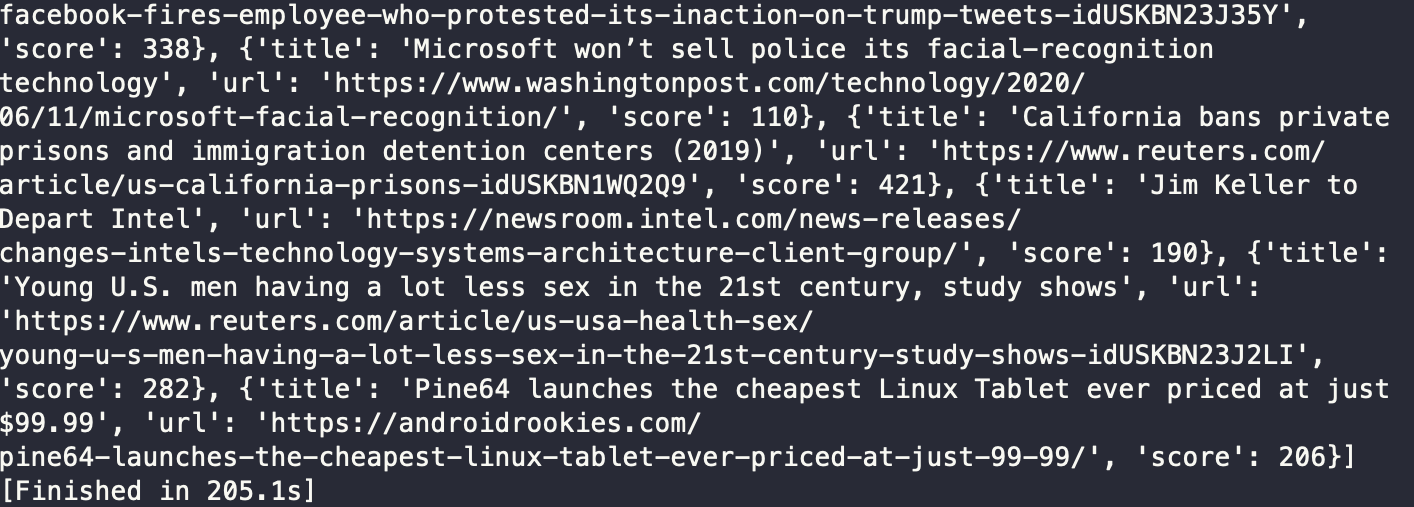 facebook-fires-employee-who-protested-its-inaction-on-trump-tweets-idUSKBN23J35Y',
'score': 338}, {'title': 'Microsoft won’t sell police its facial-recognition
technology', 'url': 'https://www.washingtonpost.com/technology/2020/
06/11/microsoft-facial-recognition/', 'score': 110}, {'title': 'California bans private
prisons and immigration detention centers (2019)', 'url': 'https://www.reuters.com/
article/us-california-prisons-idUSKBN1WQ2Q9', 'score': 421}, {'title': 'Jim Keller to
Depart Intel', 'url': 'https://newsroom.intel.com/news-releases/
changes-intels-technology-systems-architecture-client-group/', 'score': 190}, {'title':
'Young U.S. men having a lot less sex in the 21st century, study shows', 'url':
'https://www.reuters.com/article/us-usa-health-sex/
young-u-s-men-having-a-lot-less-sex-in-the-21st-century-study-shows-idUSKBN23J2LI',
'score': 282}, {'title': 'Pine64 launches the cheapest Linux Tablet ever priced at just
$99.99', 'url': 'https://androidrookies.com/
pine64-launches-the-cheapest-linux-tablet-ever-priced-at-just-99-99/', 'score': 206}]
[Finished in 205.1s]